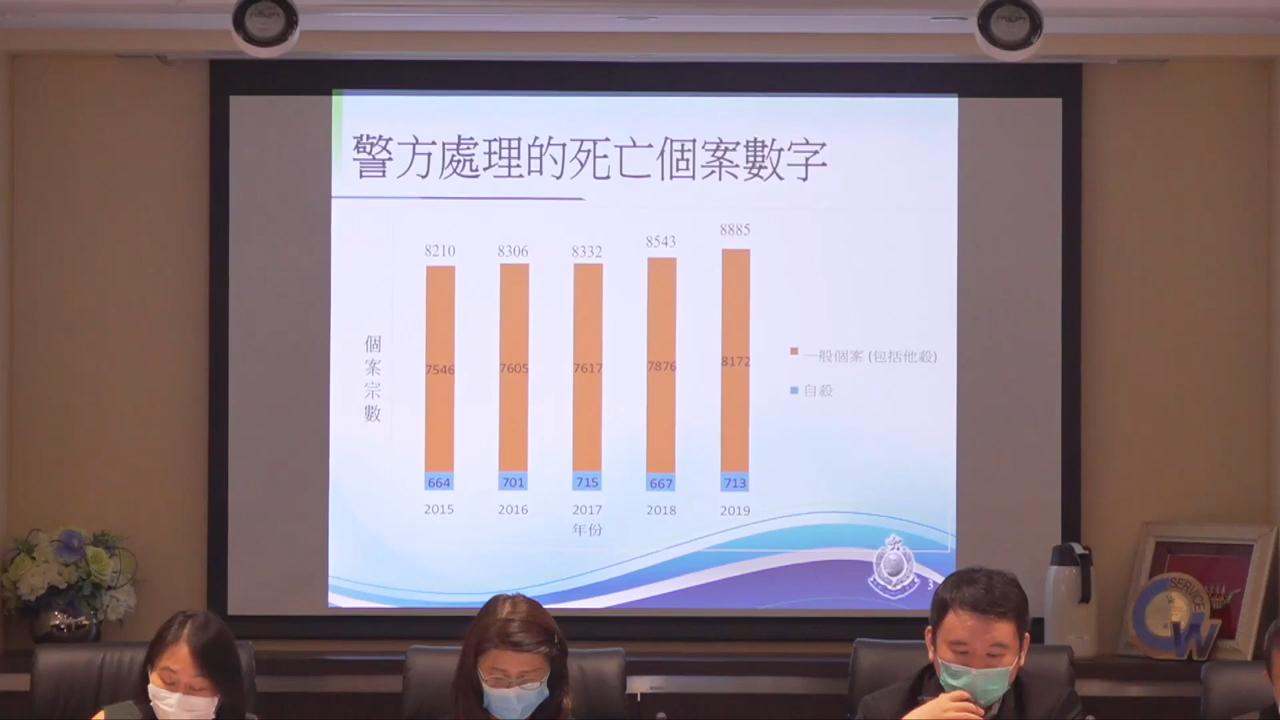 警方處理的死亡個案數字
8210 8306 8332 8543 8885
個案宗數
7546 7605 7617 7876 8172
一般個案 (包括他殺)
自殺
664 701 715 667 713
2015 2016 2017 2018 2019
年份
3
SERVICE
CW